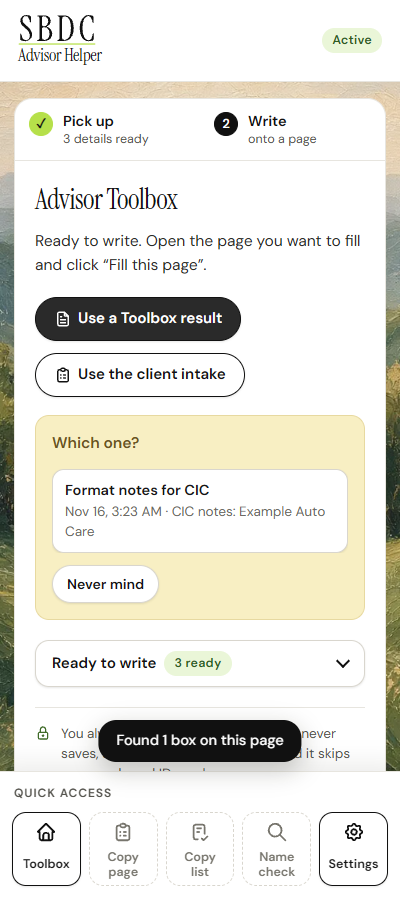 SBDC
Advisor Helper
Active
Pick up
3 details ready
2
Write
onto a page
Advisor Toolbox
Ready to write. Open the page you want to fill
and click “Fill this page”.
Use a Toolbox result
Use the client intake
Which one?
Format notes for CIC
Nov 16, 3:23 AM · CIC notes: Example Auto
Care
Never mind
Ready to write
3 ready
You never
saves, it skips
Found 1 box on this page
QUICK ACCESS
Toolbox
Copy
page
Copy
list
Name
check
Settings